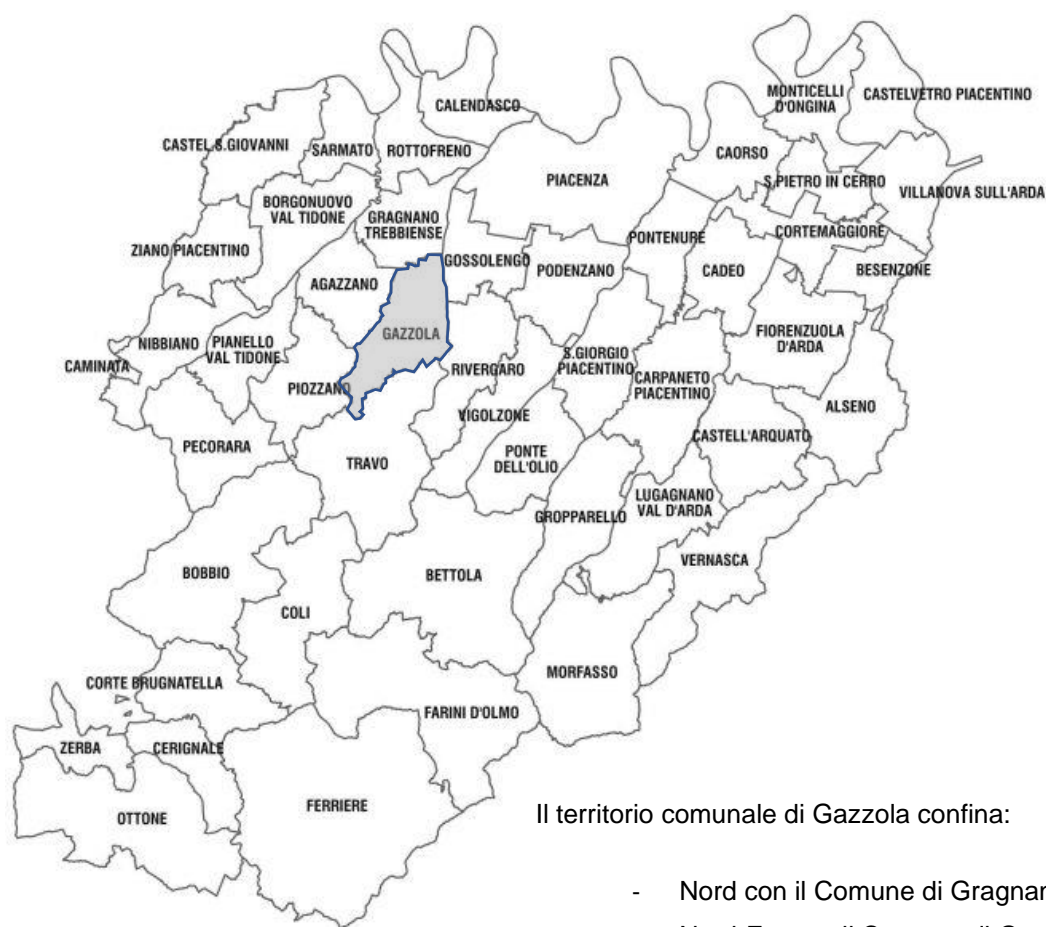 CALENDASCO
MONTICELLI
D'ONGINA
CASTELVETRO PIACENTINO
CASTEL S.GIOVANNI
SARMATO
ROTTOFRENO
CAORSO
PIACENZA
S.PIETRO IN CERRO
VILLANOVA SULL'ARDA
BORGONUOVO
VAL TIDONE
GRAGNANO
TREBBIENSE
ZIANO PIACENTINO
PONTENURE
CORTEMAGGIORE
GOSSOLENGO
PODENZANO
CADEO
BESENZONE
AGAZZANO
GAZZOLA
FIORENZUOLA
D'ARDA
NIBBIANO
PIANELLO
VAL TIDONE
CAMINATA
RIVERGARO
S.GIORGIO
PIACENTINO
CARPANETO
PIACENTINO
PIOZZANO
VIGOLZONE
ALSENO
PECORARA
TRAVO
PONTE
DELL'OLIO
CASTELL'ARQUATO
LUGAGNANO
VAL D'ARDA
GROPPARELLO
VERNASCA
BOBBIO
BETTOLA
COLI
MORFASSO
CORTE BRUGNATELLA
FARINI D'OLMO
ZERBA
CERIGNALE
FERRIERE
OTTONE
Il territorio comunale di Gazzola confina:
- Nord con il Comune di